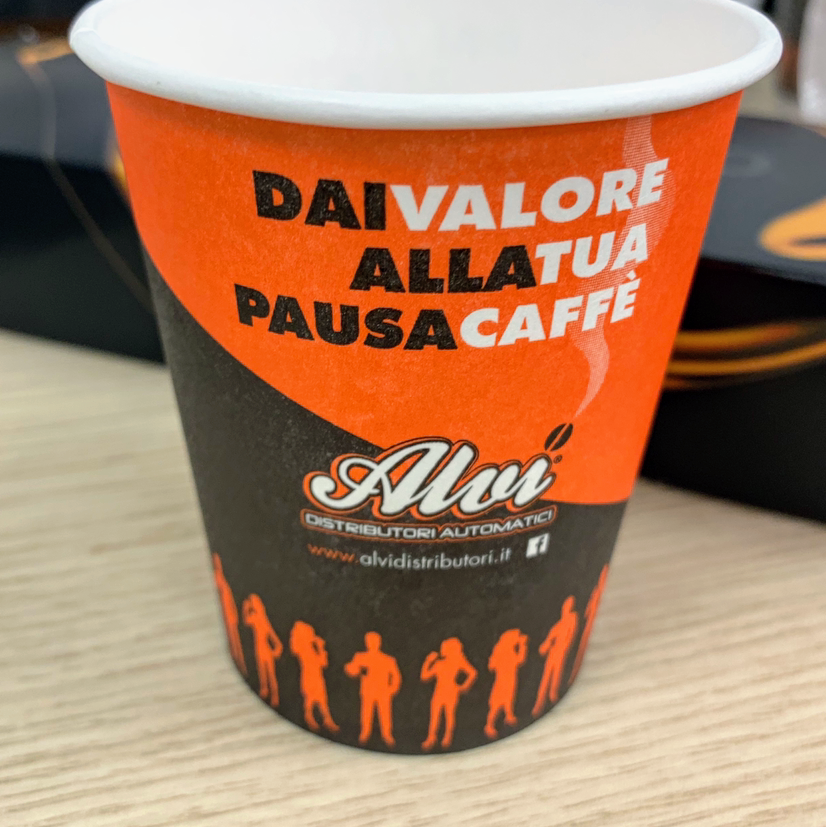 DAIVALORE
ALLATUA
PAUSACAFFÈ
Alvi®
DISTRIBUTORI AUTOMATICI
www.alvidistributori.it f